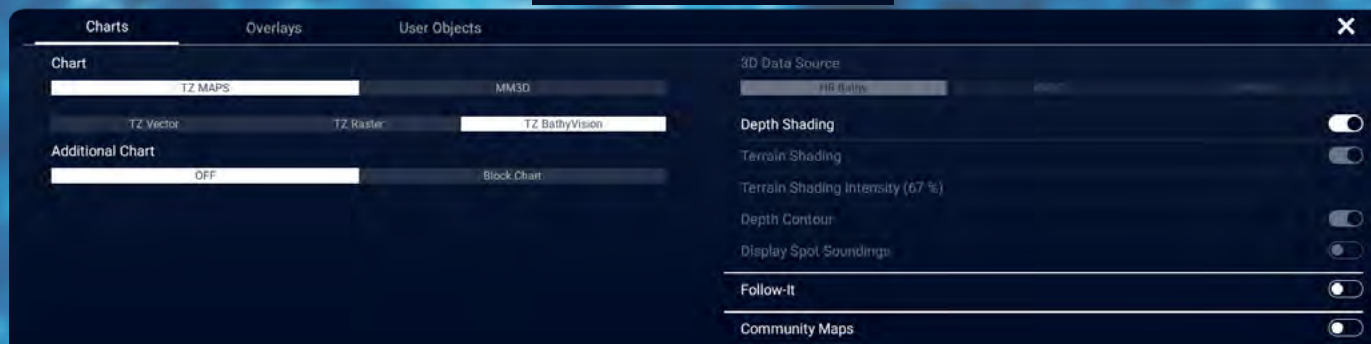 Charts Overlays User Objects
Chart
TZ MAPS MM3D
TZ Vector TZ Raster TZ BathyVision
Additional Chart
OFF Block Chart
3D Data Source
HR Bathy
Depth Shading
Terrain Shading
Terrain Shading Intensity (67 %)
Depth Contour
Display Spot Soundings
Follow-It
Community Maps